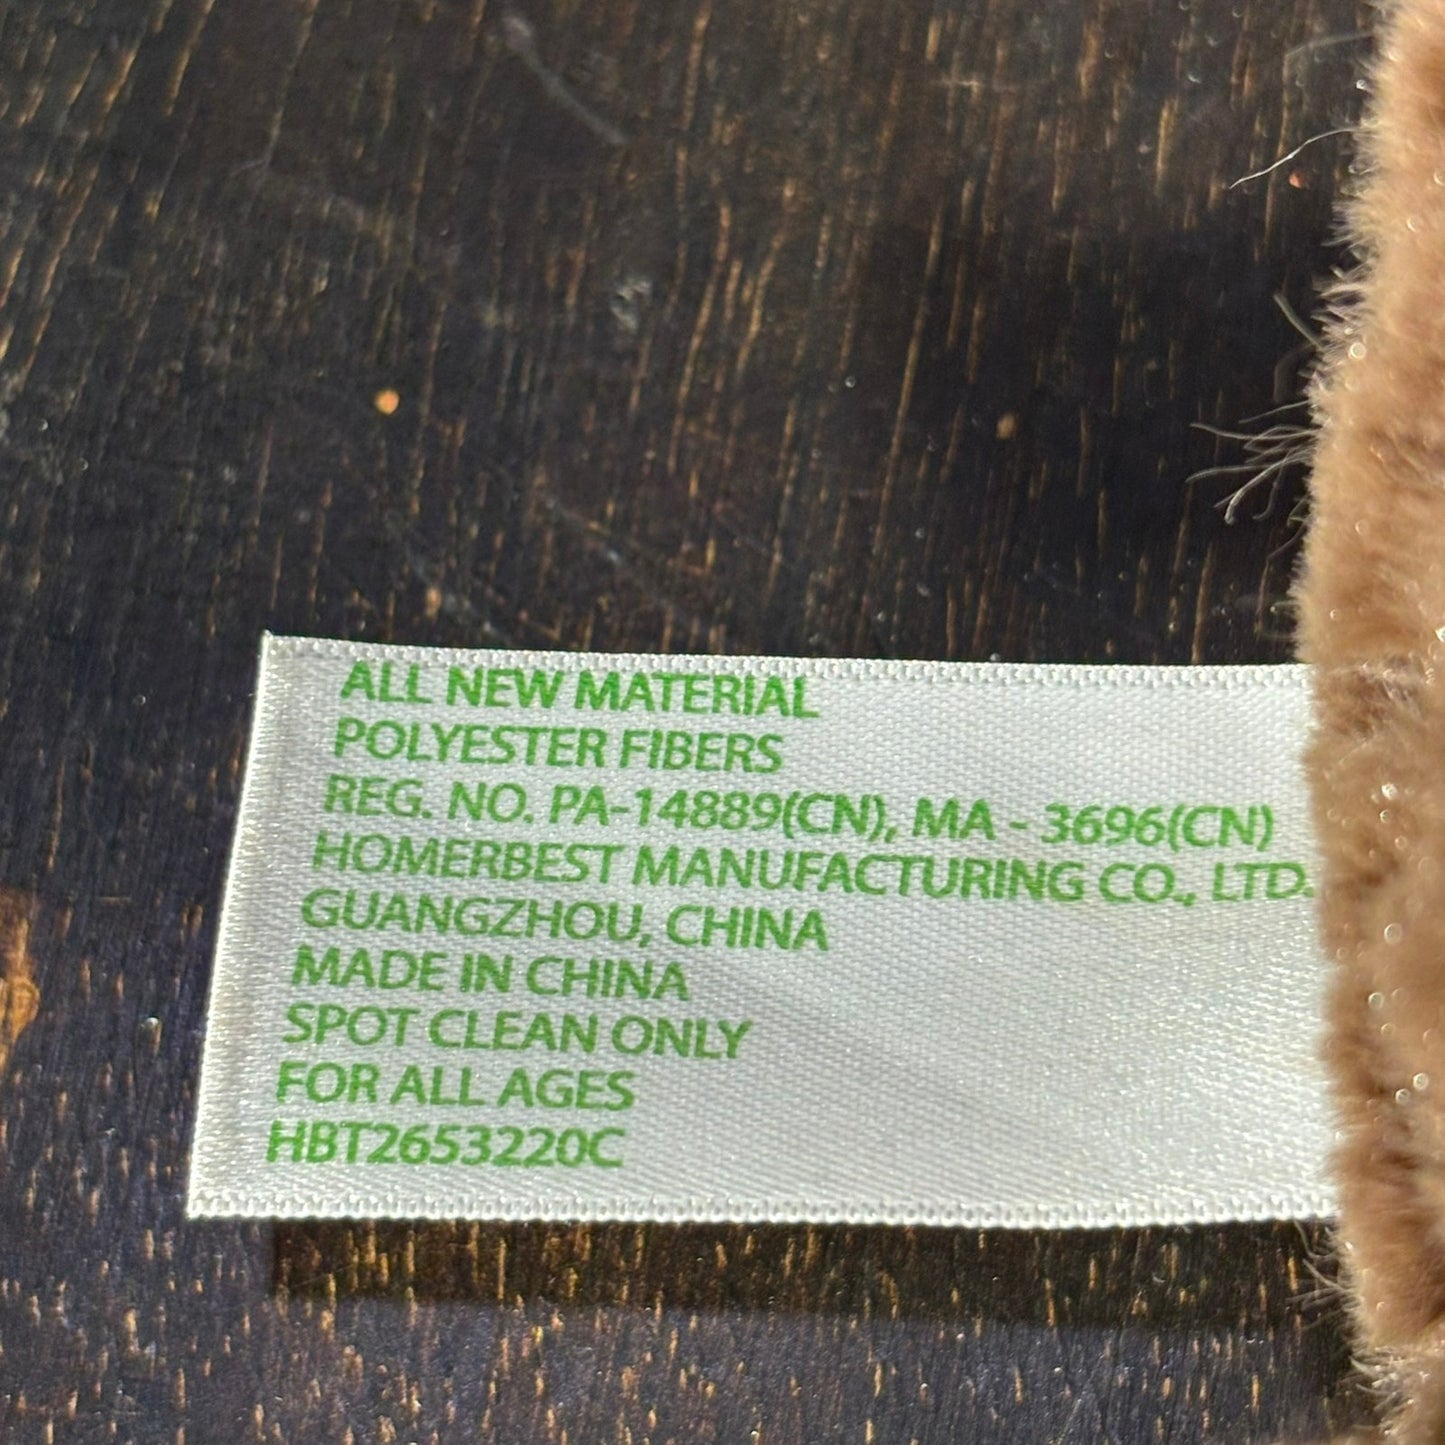 ALL NEW MATERIAL
POLYESTER FIBERS
REG. NO. PA-14889(CN), MA - 3696(CN)
HOMERBEST MANUFACTURING CO., LTD.
GUANGZHOU, CHINA
MADE IN CHINA
SPOT CLEAN ONLY
FOR ALL AGES
HBT2653220C